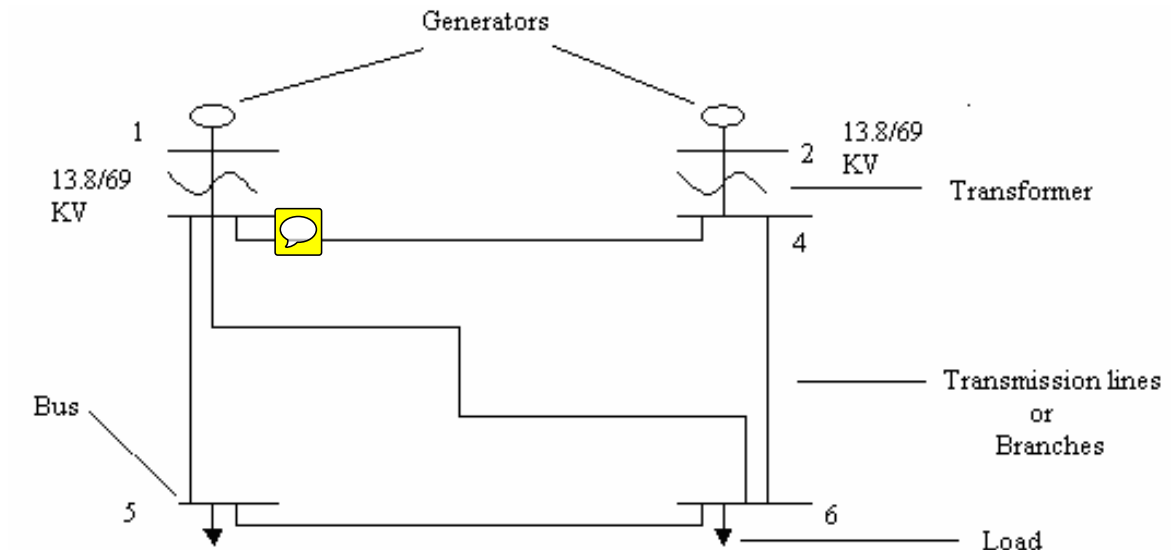 Generators
1
13.8/69
KV
2
13.8/69
KV
Transformer
4
Transmission lines
or
Branches
Bus
5
6
Load